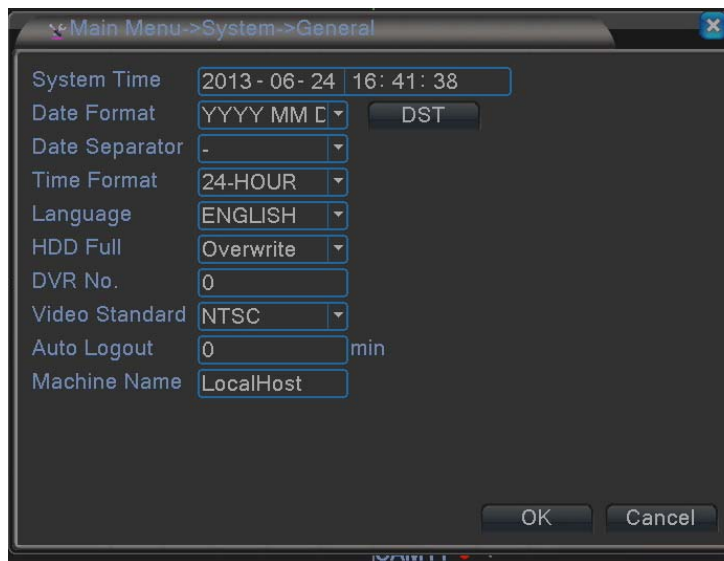 Main Menu->System->General
System Time 2013-06-24 16:41:38
Date Format YYYY MM D DST
Date Separator -
Time Format 24-HOUR
Language ENGLISH
HDD Full Overwrite
DVR No. 0
Video Standard NTSC
Auto Logout 0 min
Machine Name LocalHost
OK Cancel